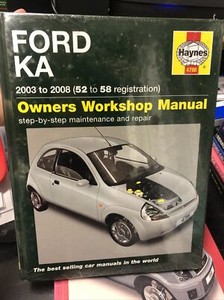 FORD
KA
Haynes
2003 to 2008 (52 to 58 registration)
Owners Workshop Manual
step-by-step maintenance and repair
The best selling car manuals in the world